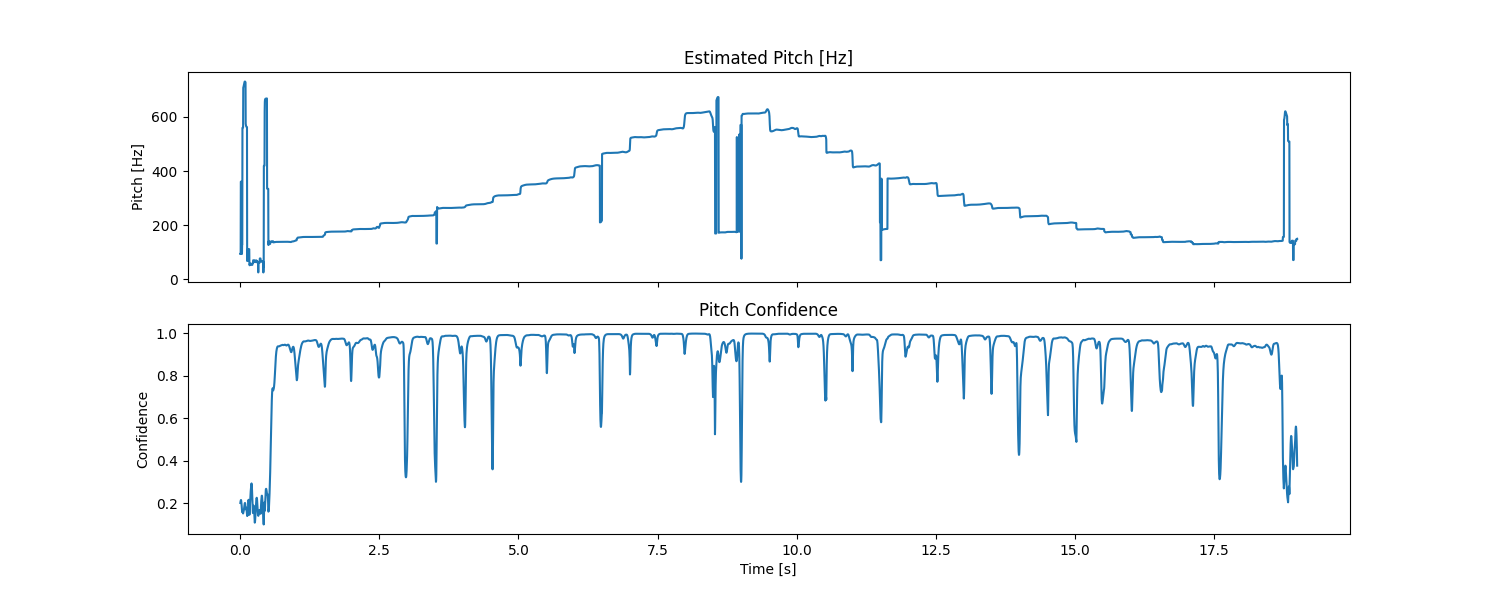 Estimated Pitch [Hz]
Pitch [Hz]
600
400
200
0
Pitch Confidence
Confidence
1.0
0.8
0.6
0.4
0.2
0.0 2.5 5.0 7.5 10.0 12.5 15.0 17.5
Time [s]